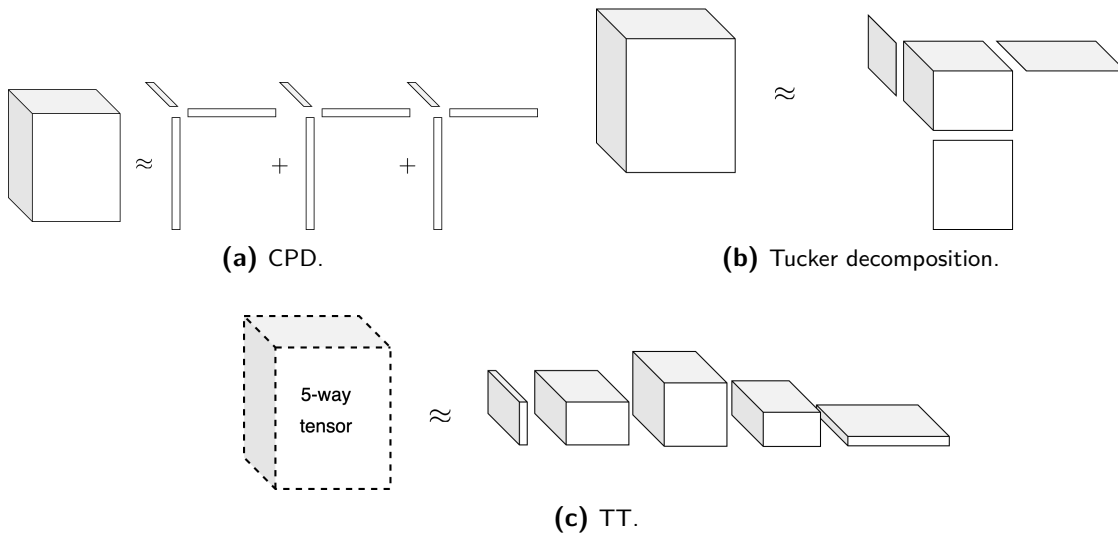 ≈
≈ + +
(a) CPD.
(b) Tucker decomposition.
5-way
tensor
≈
(c) TT.